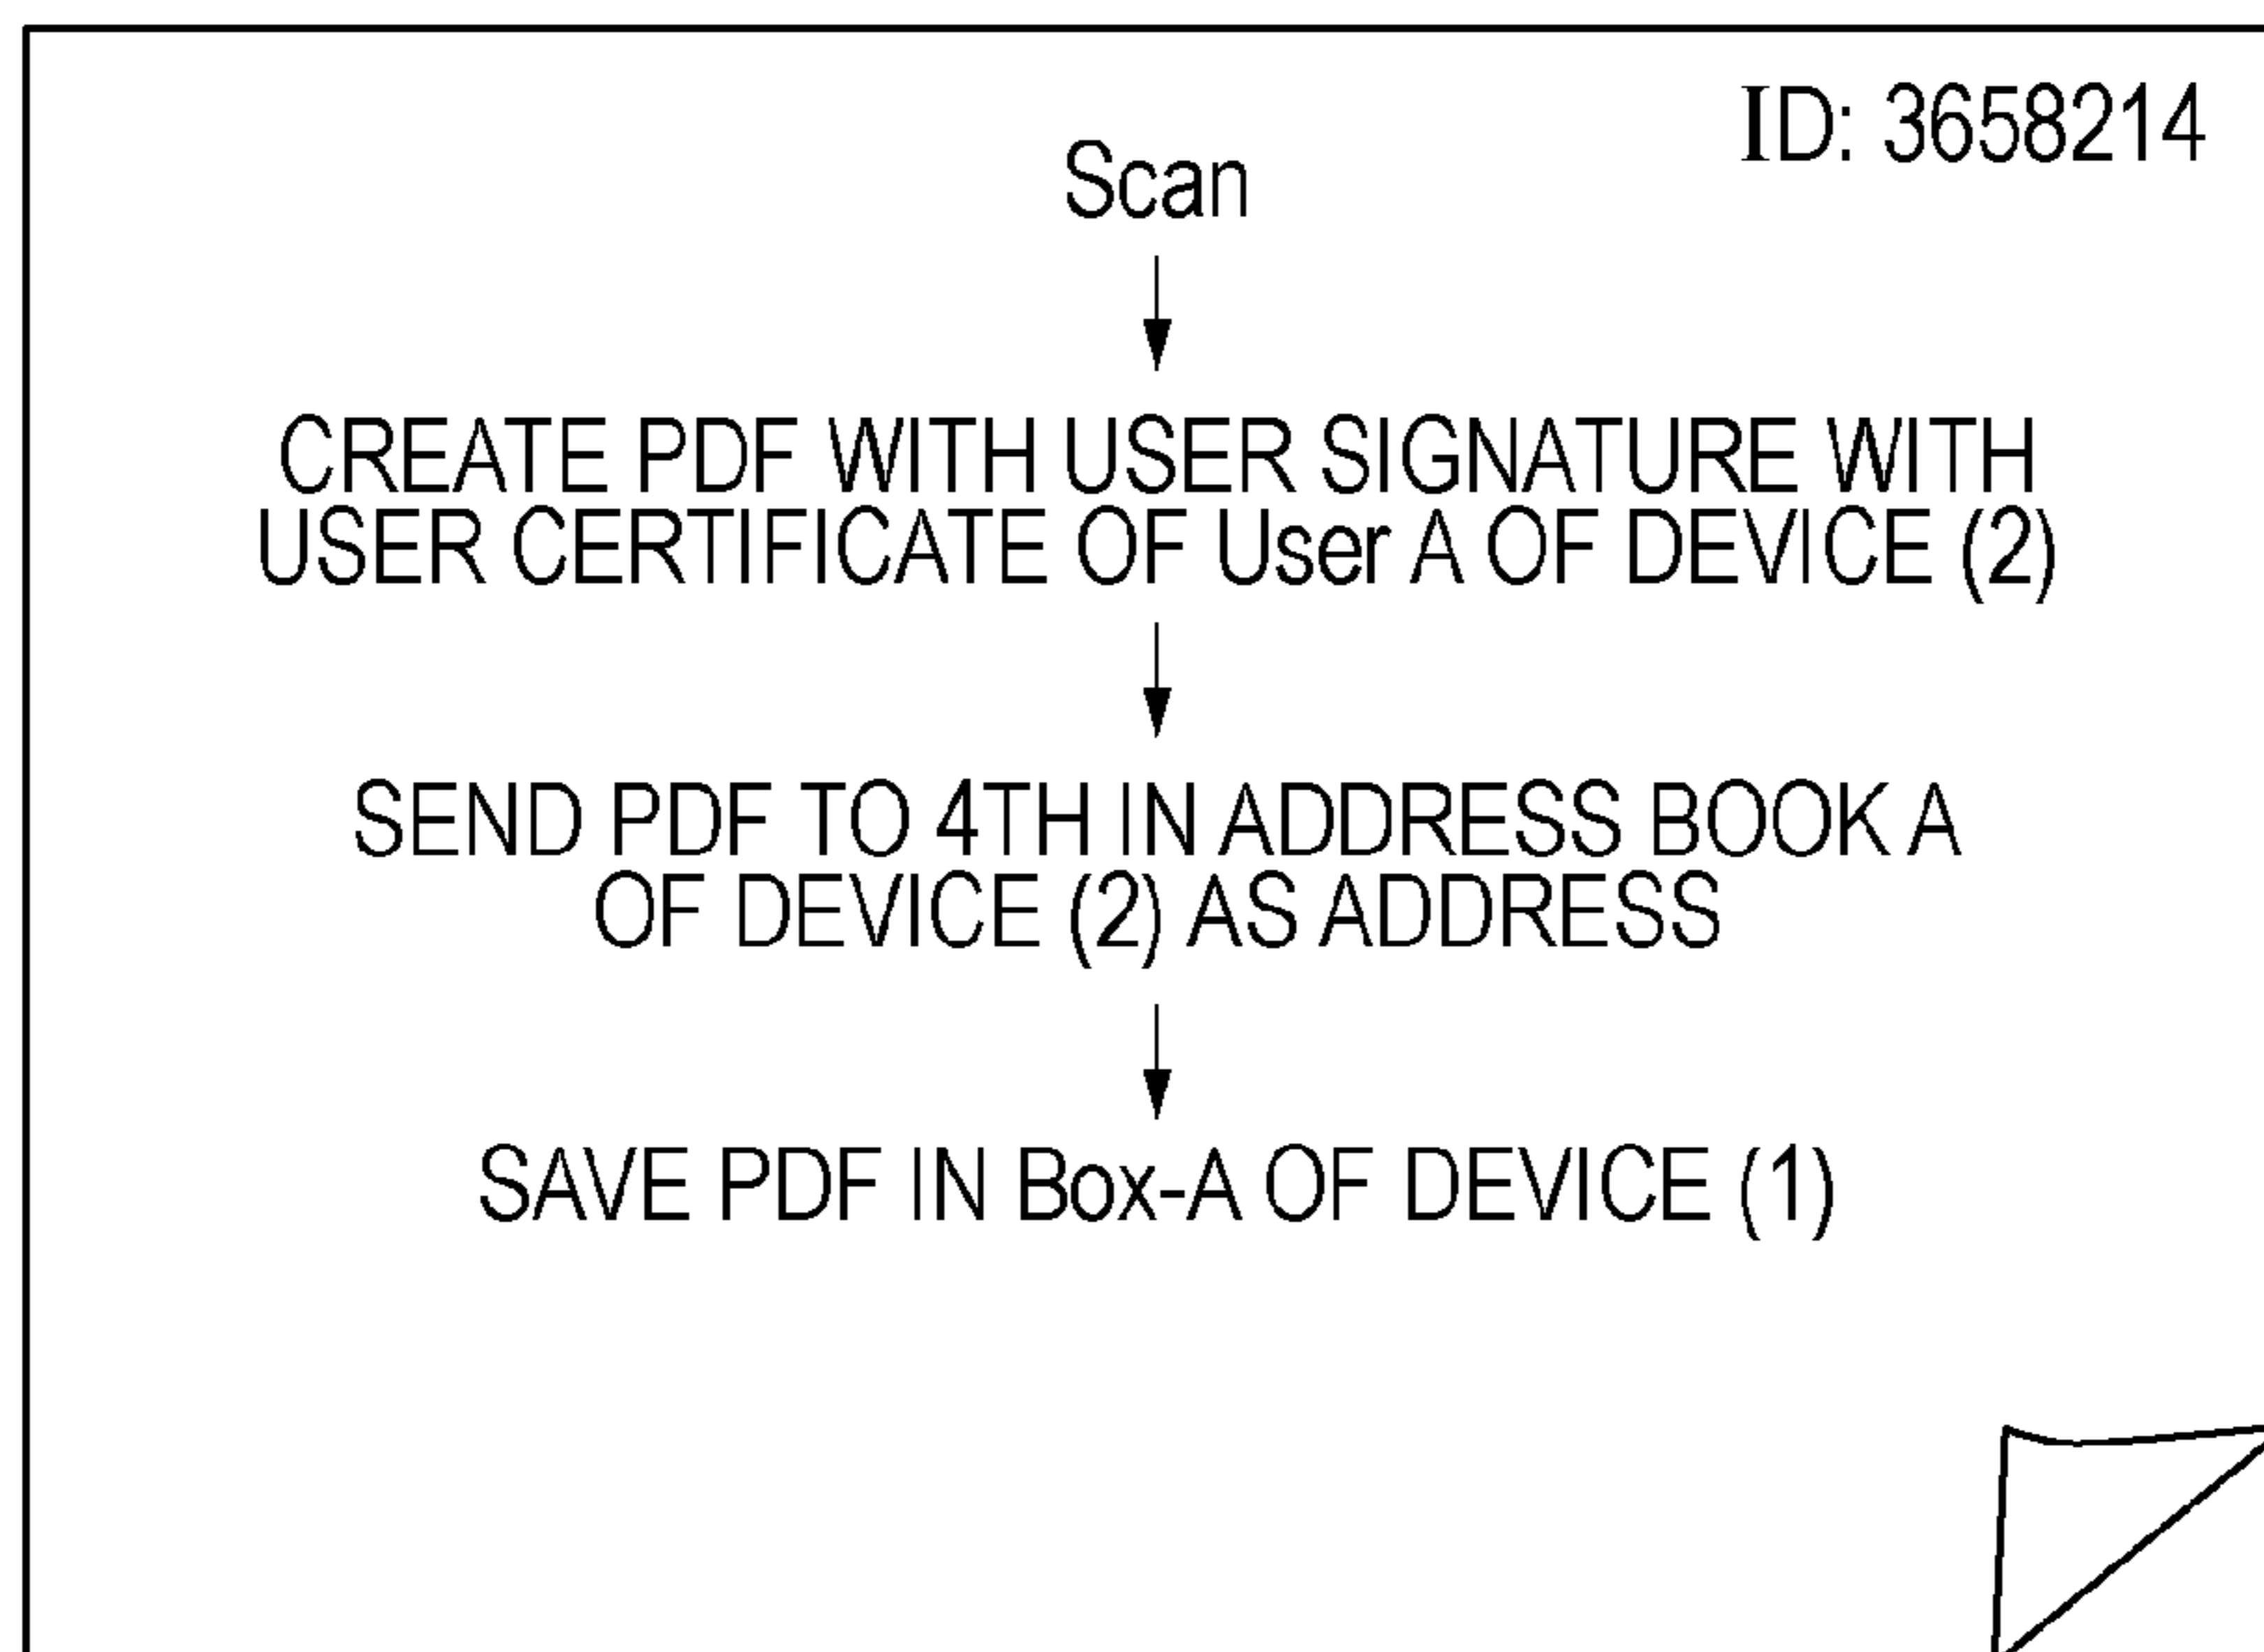 ID: 3658214
Scan
CREATE PDF WITH USER SIGNATURE WITH
USER CERTIFICATE OF User A OF DEVICE (2)
SEND PDF TO 4TH IN ADDRESS BOOK A
OF DEVICE (2) AS ADDRESS
SAVE PDF IN Box-A OF DEVICE (1)